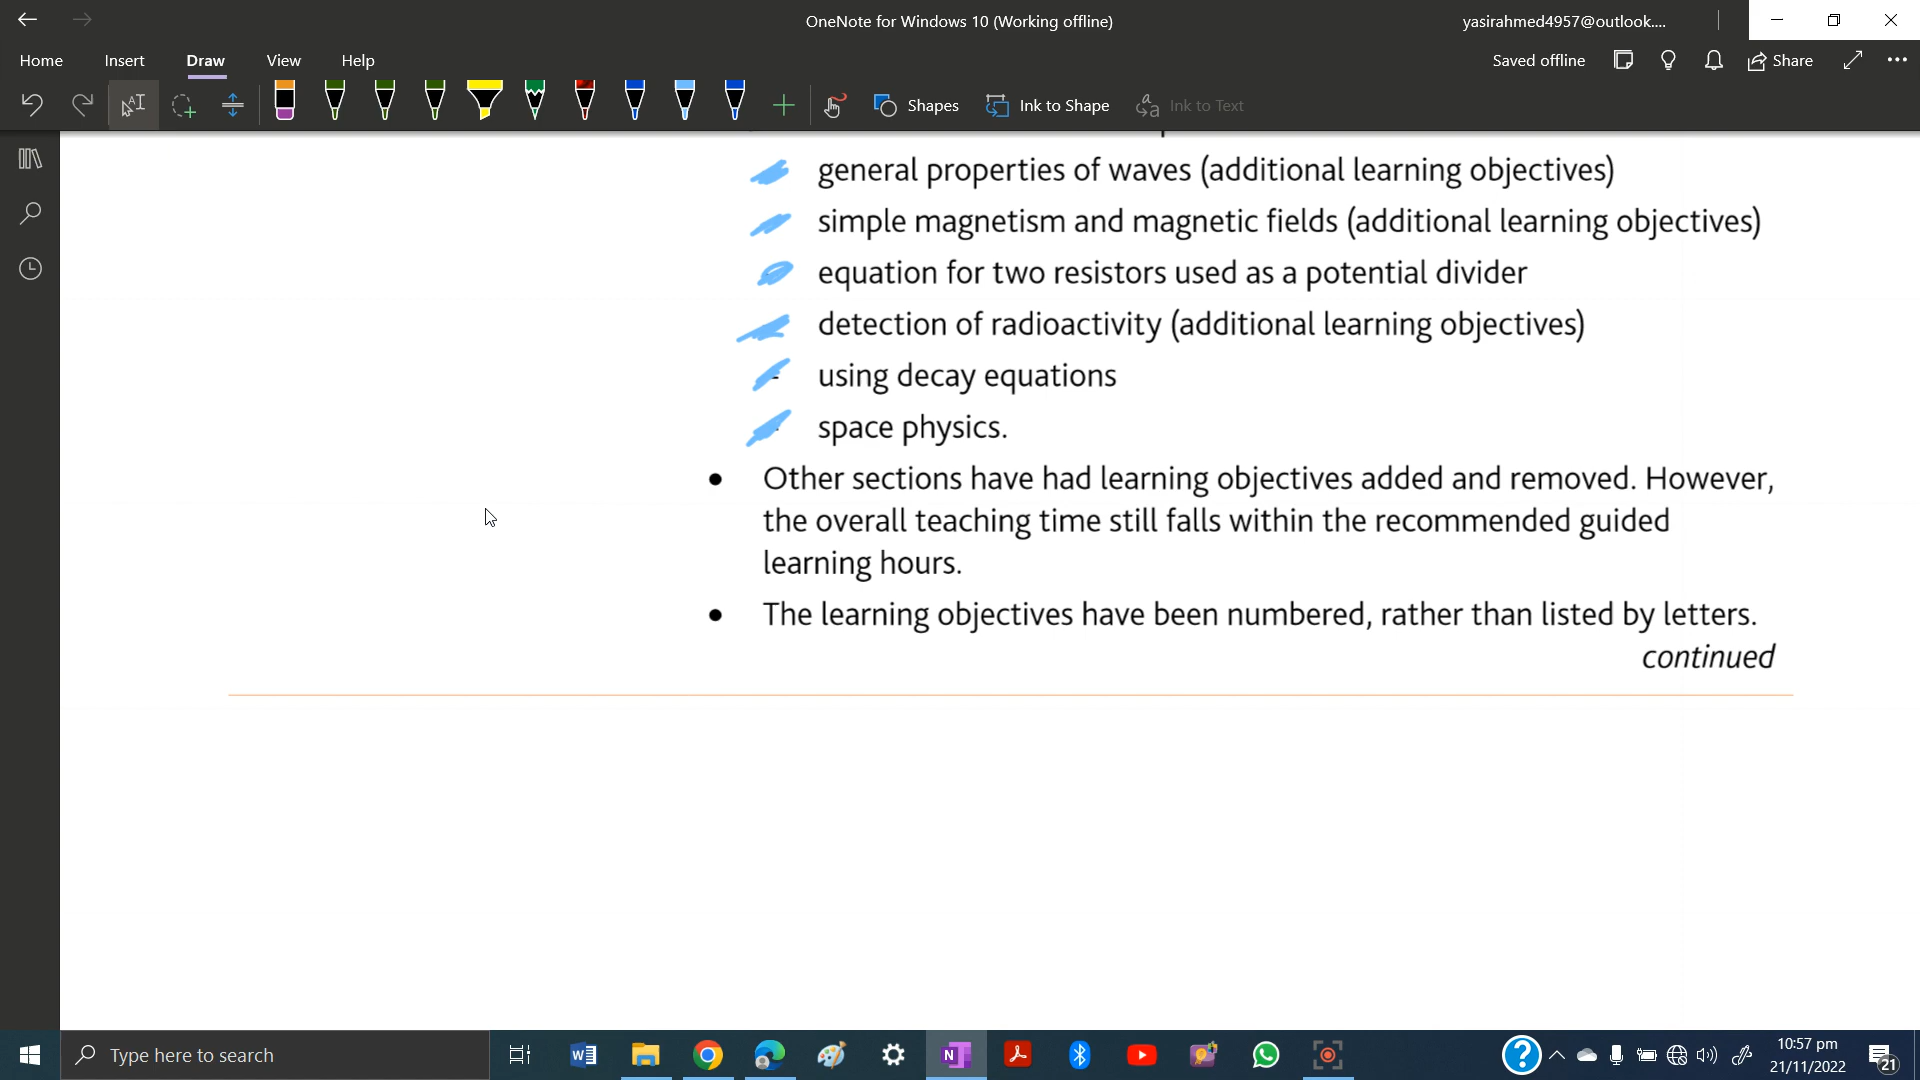 OneNote for Windows 10 (Working offline)
yasirahmed4957@outlook....
Home Insert Draw View Help
Saved offline Share
Shapes Ink to Shape Ink to Text
general properties of waves (additional learning objectives)
simple magnetism and magnetic fields (additional learning objectives)
equation for two resistors used as a potential divider
detection of radioactivity (additional learning objectives)
using decay equations
space physics.
• Other sections have had learning objectives added and removed. However,
the overall teaching time still falls within the recommended guided
learning hours.
• The learning objectives have been numbered, rather than listed by letters.
continued
Type here to search
10:57 pm
21/11/2022
21